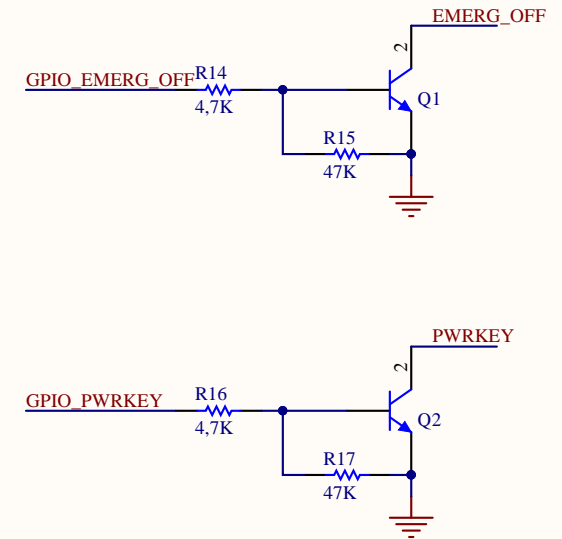 EMERG_OFF
2
GPIO_EMERG_OFF
R14
4,7K
Q1
R15
47K
PWRKEY
2
GPIO_PWRKEY
R16
4,7K
Q2
R17
47K